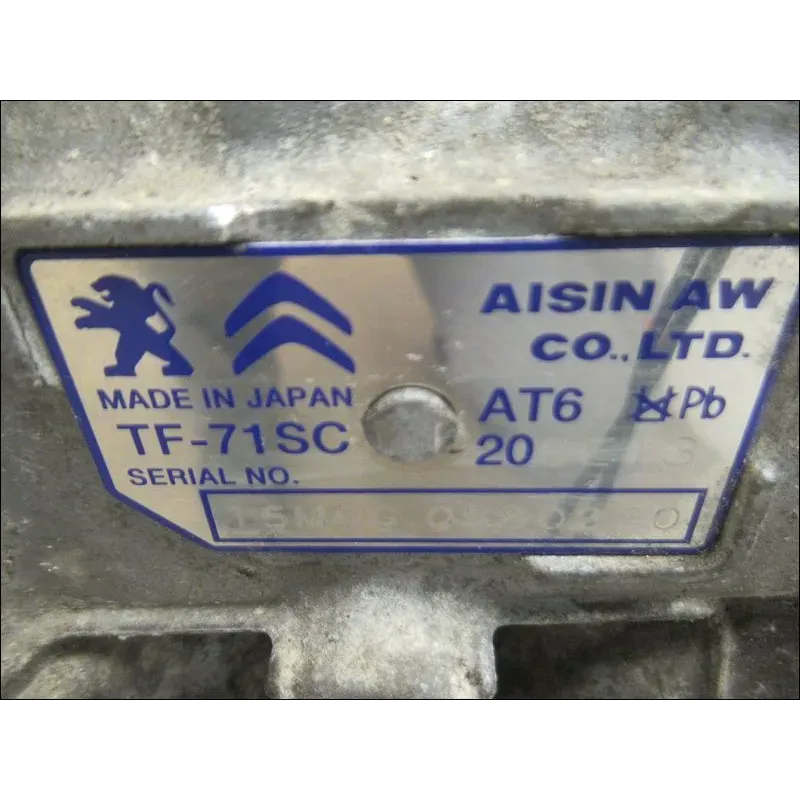 AISIN AW
CO., LTD.
MADE IN JAPAN
AT6 Pb
TF-71SC
20
SERIAL NO.